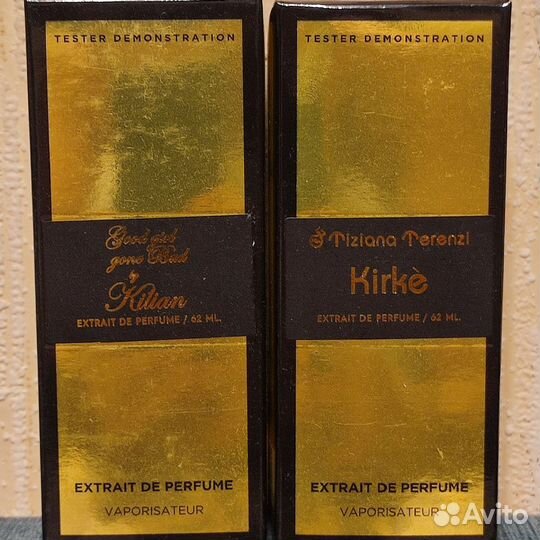 TESTER DEMONSTRATION
Good girl
gone Bad
by
Kilian
EXTRAIT DE PERFUME / 62 ML.
EXTRAIT DE PERFUME
VAPORISATEUR
TESTER DEMONSTRATION
Tiziana Terenzi
Kirkè
EXTRAIT DE PERFUME / 62 ML.
EXTRAIT DE PERFUME
VAPORISATEUR
Avito